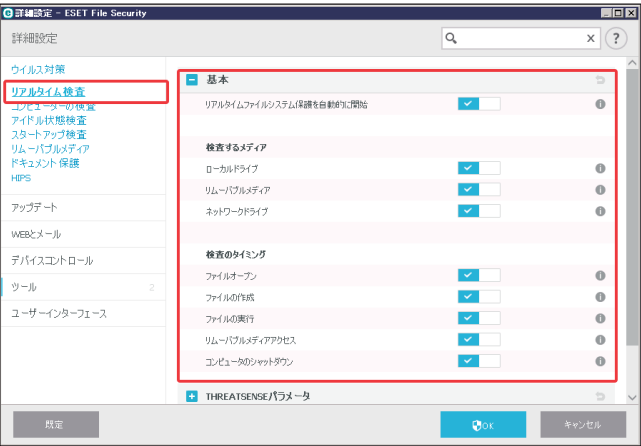 詳細設定 - ESET File Security
詳細設定
?
ウイルス対策
リアルタイム検査
コンピューターの検査
アイドル状態検査
スタートアップ検査
リムーバブルメディア
ドキュメント保護
HIPS
アップデート
WEBとメール
デバイスコントロール
ツール 2
ユーザーインターフェース
基本
リアルタイムファイルシステム保護を自動的に開始
検査するメディア
ローカルドライブ
リムーバブルメディア
ネットワークドライブ
検査のタイミング
ファイルオープン
ファイルの作成
ファイルの実行
リムーバブルメディアアクセス
コンピュータのシャットダウン
THREATSENSEパラメータ
既定
OK
キャンセル